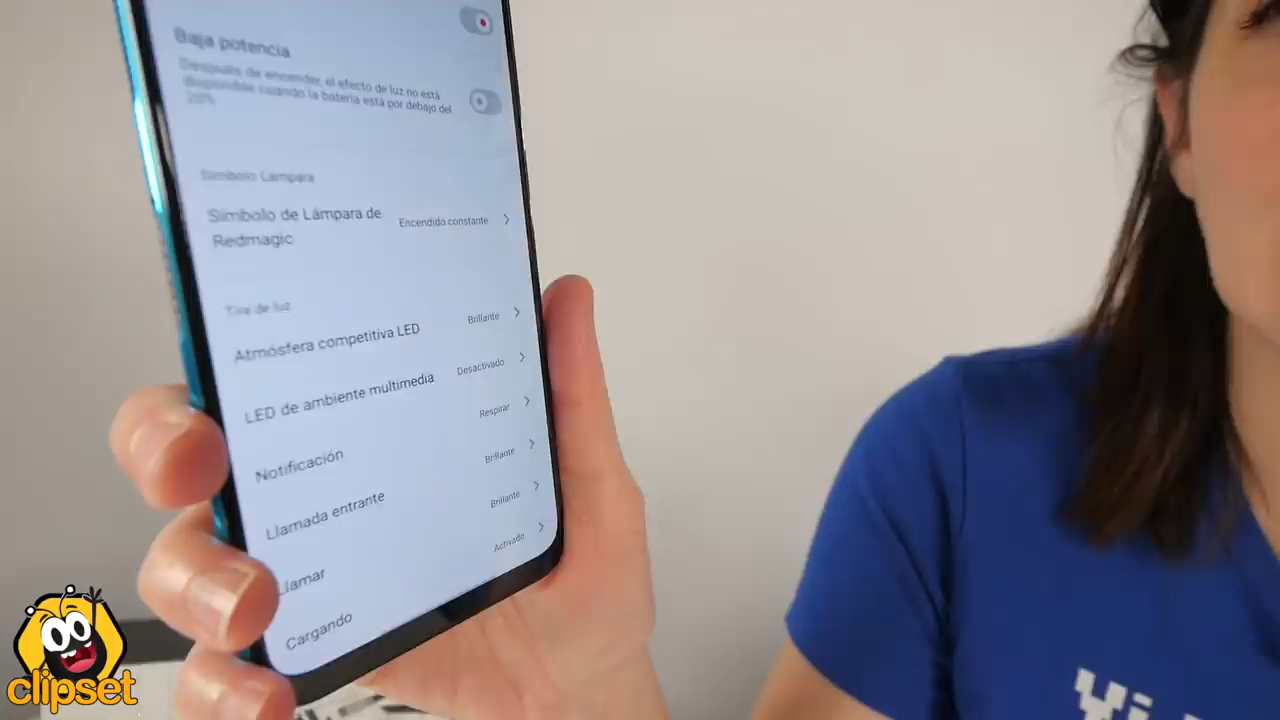 Baja potencia
Después de encender, el efecto de luz no está
disponible cuando la batería está por debajo del
20%
Símbolo Lampara
Símbolo de Lámpara de
Redmagic
Encendido constante
Tira de luz
Atmósfera competitiva LED
Brillante
LED de ambiente multimedia
Desactivado
Notificación
Respirar
Llamada entrante
Brillante
Llamar
Brillante
Cargando
Activado
clipset